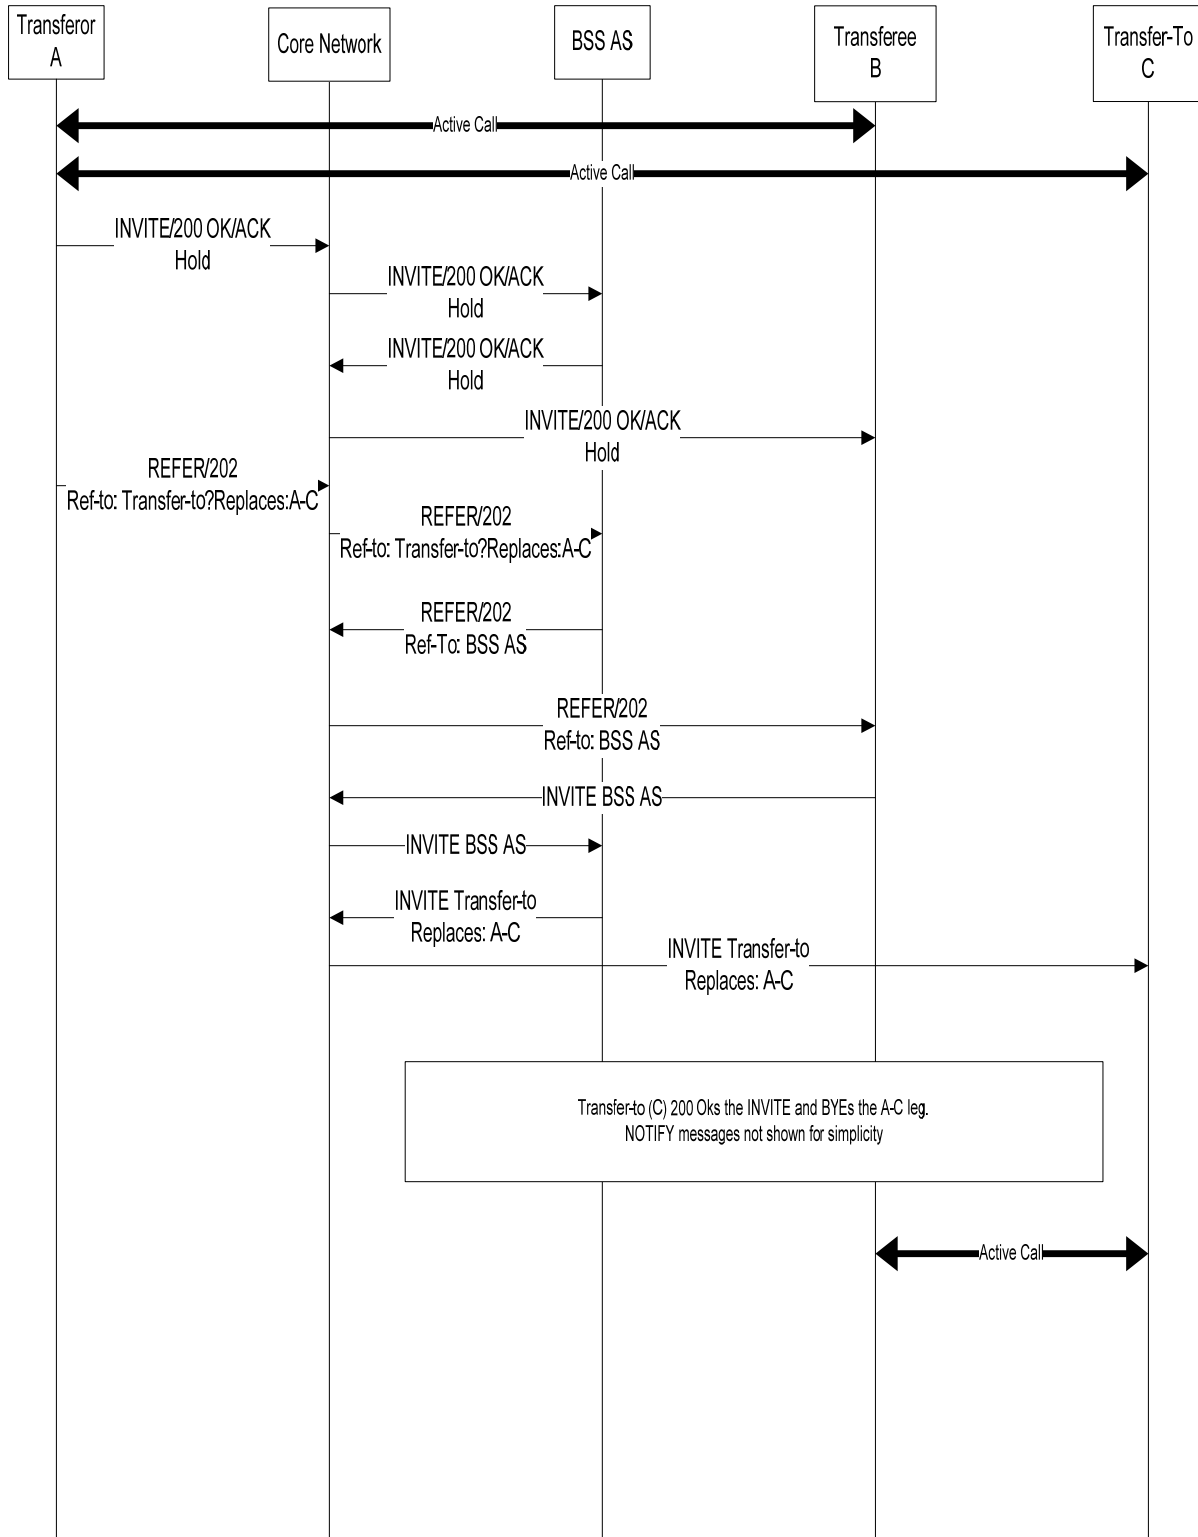 Transferor
A
Core Network
BSS AS
Transferee
B
Transfer-To
C
Active Call
Active Call
INVITE/200 OK/ACK
Hold
INVITE/200 OK/ACK
Hold
INVITE/200 OK/ACK
Hold
INVITE/200 OK/ACK
Hold
REFER/202
Ref-to: Transfer-to?Replaces:A-C
REFER/202
Ref-to: Transfer-to?Replaces:A-C
REFER/202
Ref-To: BSS AS
REFER/202
Ref-to: BSS AS
INVITE BSS AS
INVITE BSS AS
INVITE Transfer-to
Replaces: A-C
INVITE Transfer-to
Replaces: A-C
Transfer-to (C) 200 Oks the INVITE and BYEs the A-C leg.
NOTIFY messages not shown for simplicity
Active Call